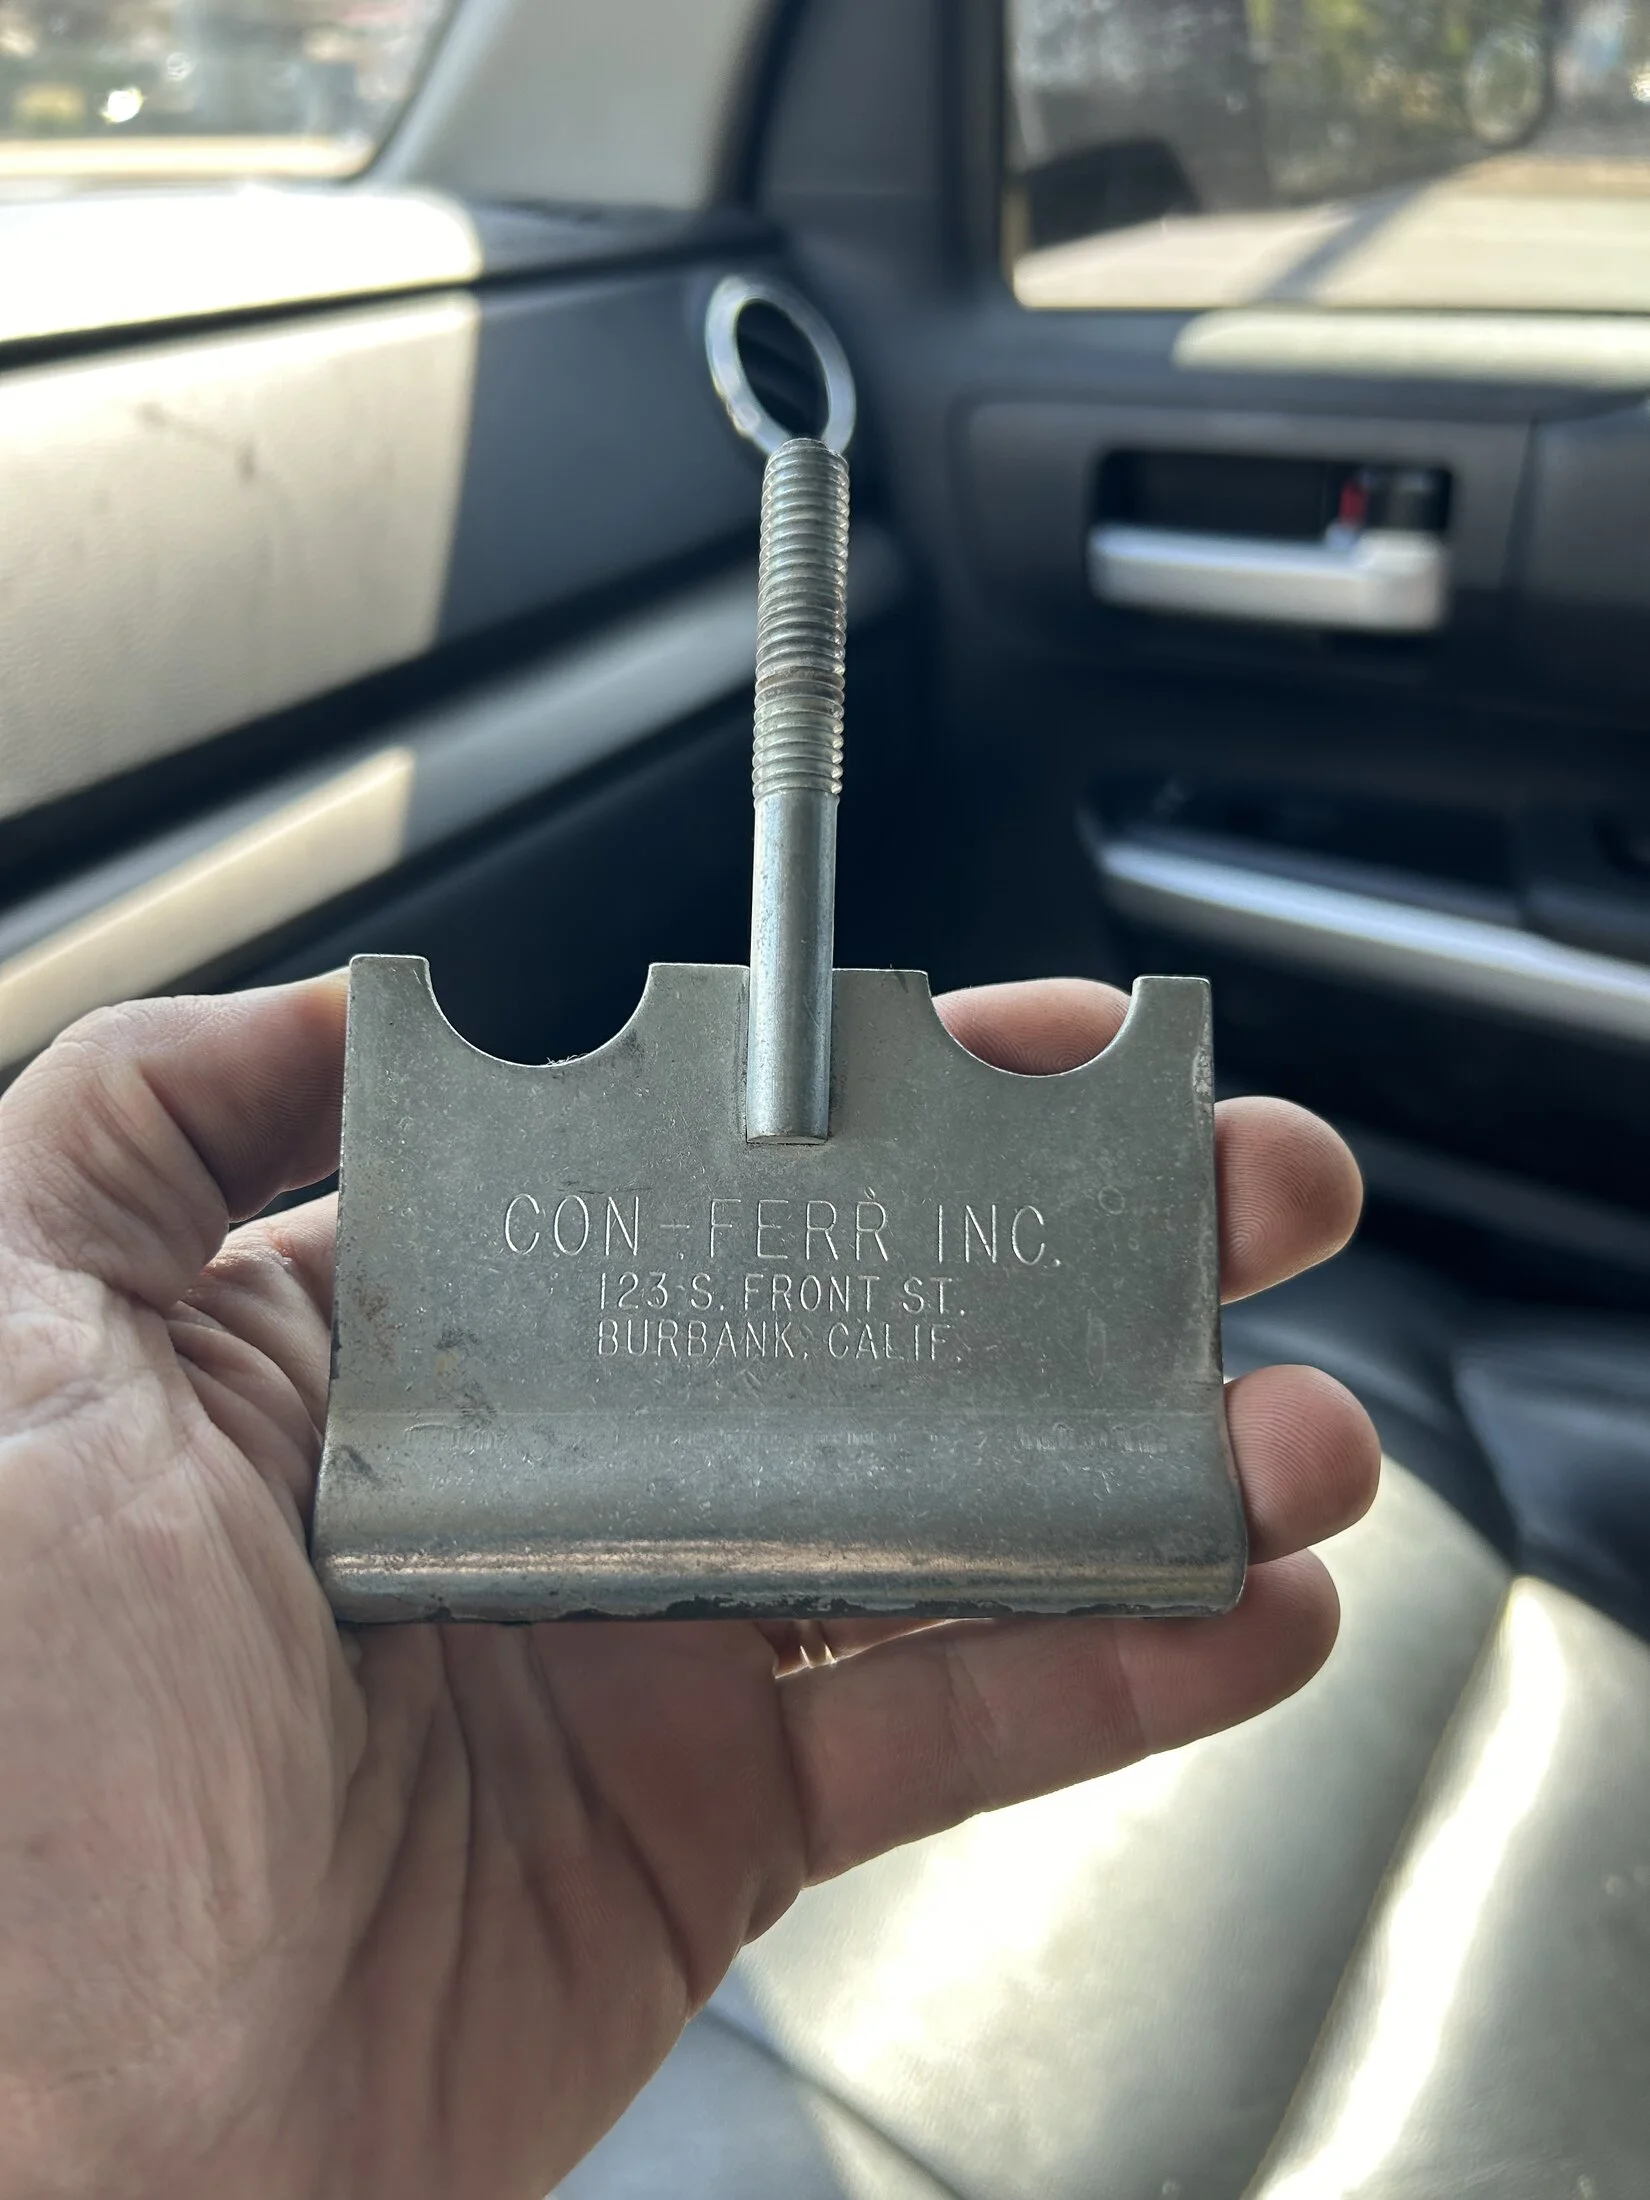 CON-FERR INC.
123 S. FRONT ST.
BURBANK, CALIF.